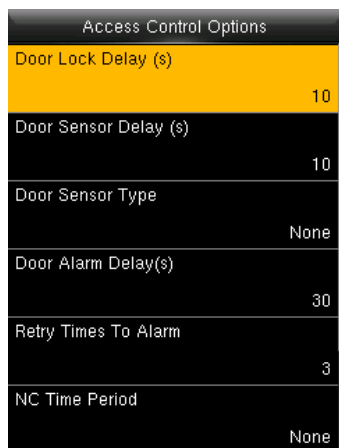 Access Control Options
Door Lock Delay (s)
10
Door Sensor Delay (s)
10
Door Sensor Type
None
Door Alarm Delay(s)
30
Retry Times To Alarm
3
NC Time Period
None